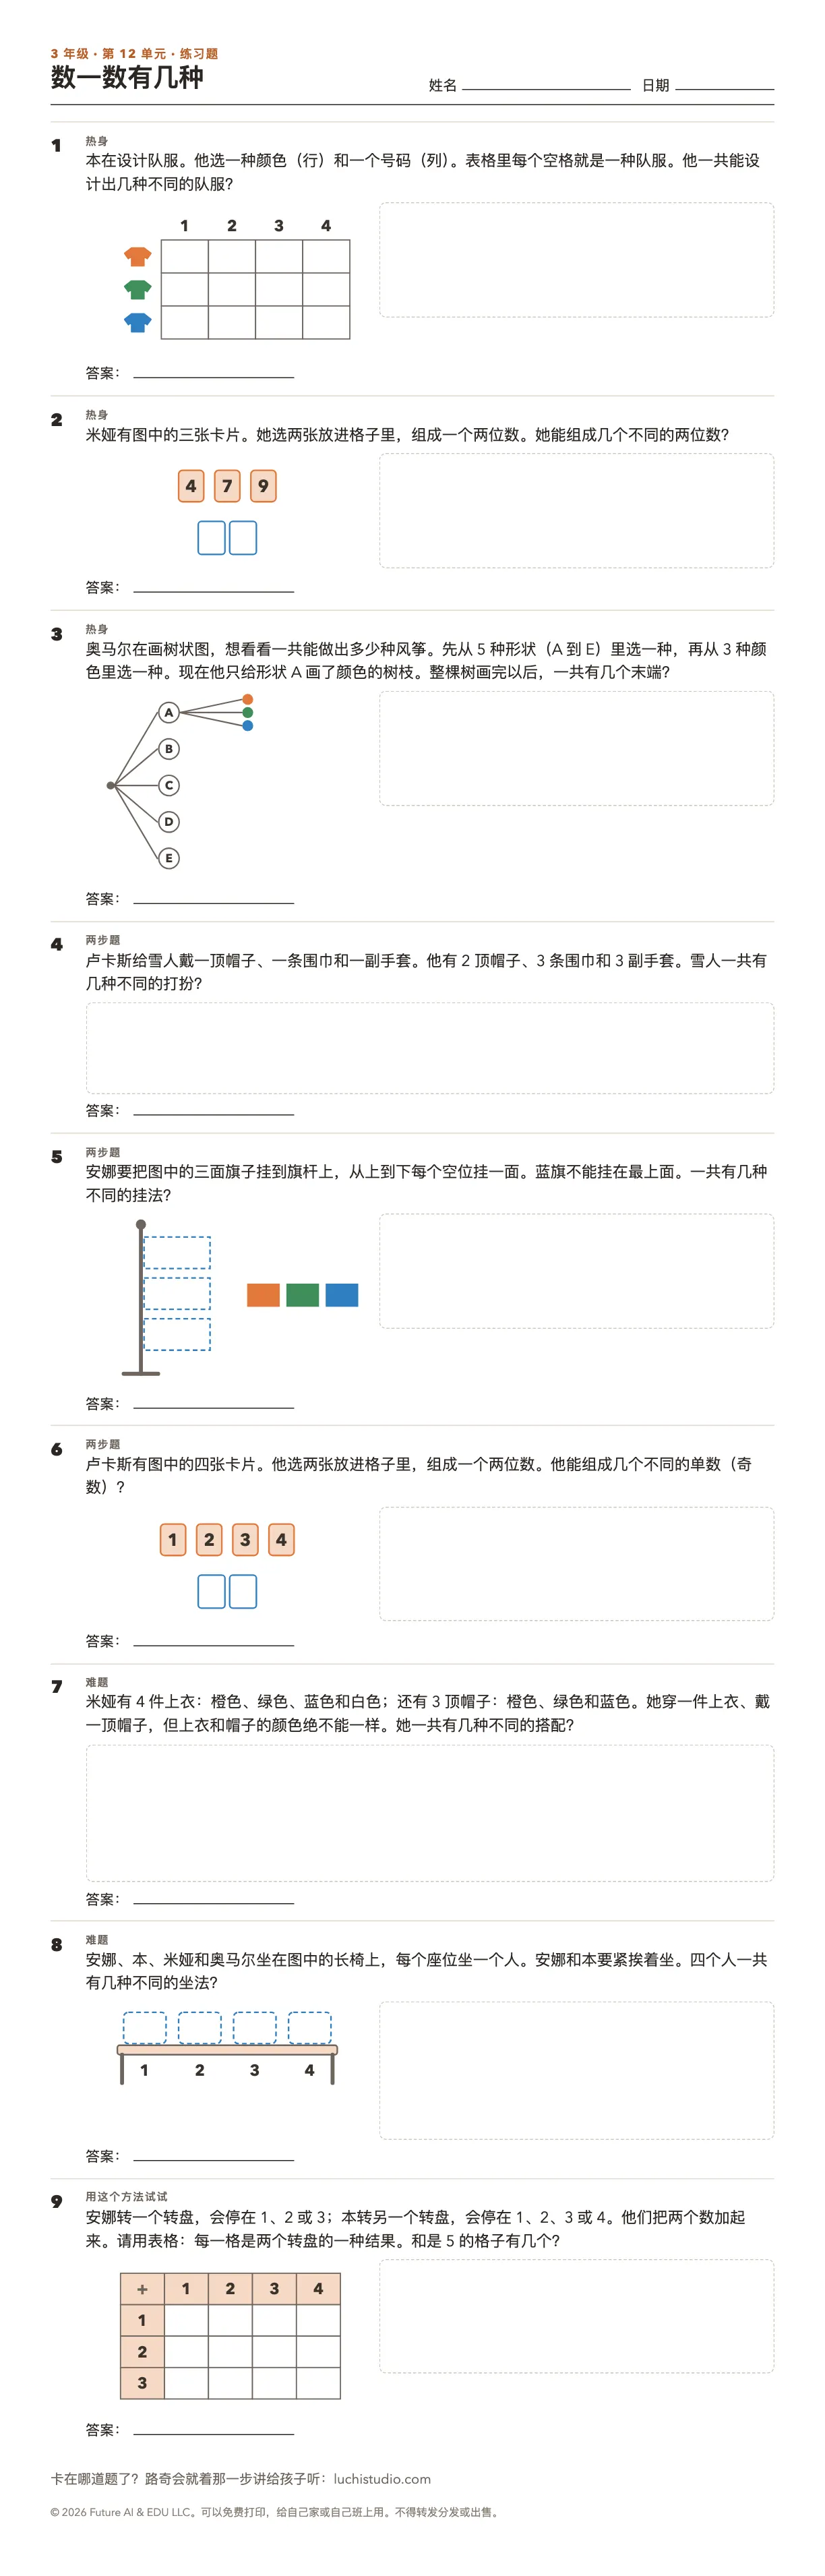 3 年级 · 第 12 单元 · 练习题
数一数有几种
姓名 日期
1
热身
本在设计队服。他选一种颜色（行）和一个号码（列）。表格里每个空格就是一种队服。他一共能设
计出几种不同的队服？
1 2 3 4
答案：
2
热身
米娅有图中的三张卡片。她选两张放进格子里，组成一个两位数。她能组成几个不同的两位数？
4 7 9
答案：
3
热身
奥马尔在画树状图，想看看一共能做出多少种风筝。先从 5 种形状（A 到 E）里选一种，再从 3 种颜
色里选一种。现在他只给形状 A 画了颜色的树枝。整棵树画完以后，一共有几个末端？
A
B
C
D
E
答案：
4
两步题
卢卡斯给雪人戴一顶帽子、一条围巾和一副手套。他有 2 顶帽子、3 条围巾和 3 副手套。雪人一共有
几种不同的打扮？
答案：
5
两步题
安娜要把图中的三面旗子挂到旗杆上，从上到下每个空位挂一面。蓝旗不能挂在最上面。一共有几种
不同的挂法？
答案：
6
两步题
卢卡斯有图中的四张卡片。他选两张放进格子里，组成一个两位数。他能组成几个不同的单数（奇
数）？
1 2 3 4
答案：
7
难题
米娅有 4 件上衣：橙色、绿色、蓝色和白色；还有 3 顶帽子：橙色、绿色和蓝色。她穿一件上衣、戴
一顶帽子，但上衣和帽子的颜色绝不能一样。她一共有几种不同的搭配？
答案：
8
难题
安娜、本、米娅和奥马尔坐在图中的长椅上，每个座位坐一个人。安娜和本要紧挨着坐。四个人一共
有几种不同的坐法？
1 2 3 4
答案：
9
用这个方法试试
安娜转一个转盘，会停在 1、2 或 3；本转另一个转盘，会停在 1、2、3 或 4。他们把两个数加起
来。请用表格：每一格是两个转盘的一种结果。和是 5 的格子有几个？
+ 1 2 3 4
1
2
3
答案：
卡在哪道题了？路奇会就着那一步讲给孩子听：luchistudio.com
© 2026 Future AI & EDU LLC。可以免费打印，给自己家或自己班上用。不得转发分发或出售。